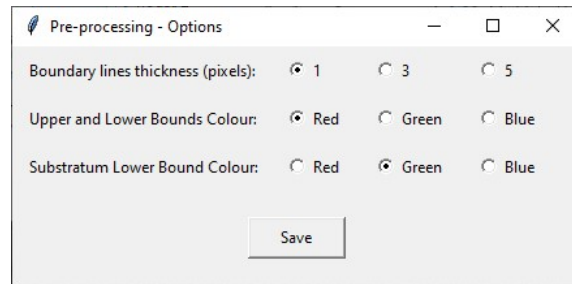 Pre-processing - Options
Boundary lines thickness (pixels): 1 3 5
Upper and Lower Bounds Colour: Red Green Blue
Substratum Lower Bound Colour: Red Green Blue
Save